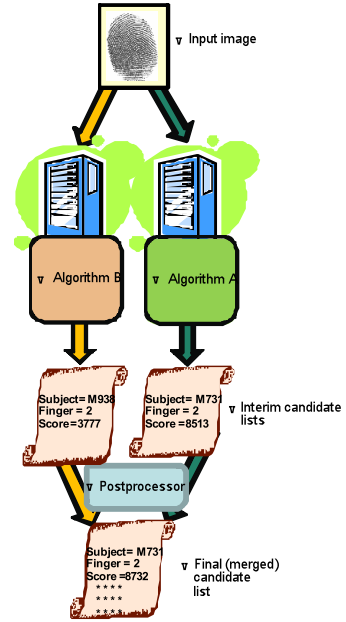 ∇ Input image
∇ Algorithm B
∇ Algorithm A
Subject= M938
Finger = 2
Score =3777
Subject= M731
Finger = 2
Score =8513
∇ Interim candidate
lists
∇ Postprocessor
Subject= M731
Finger = 2
Score =8732
* * * *
* * * *
* * * *
∇ Final (merged)
candidate
list